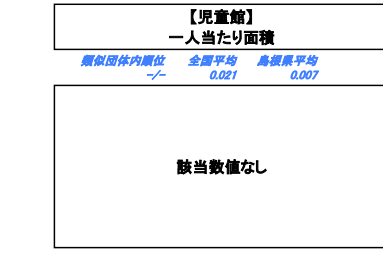 【児童館】
一人当たり面積
類似団体内順位 全国平均 島根県平均
-/- 0.021 0.007
該当数値なし